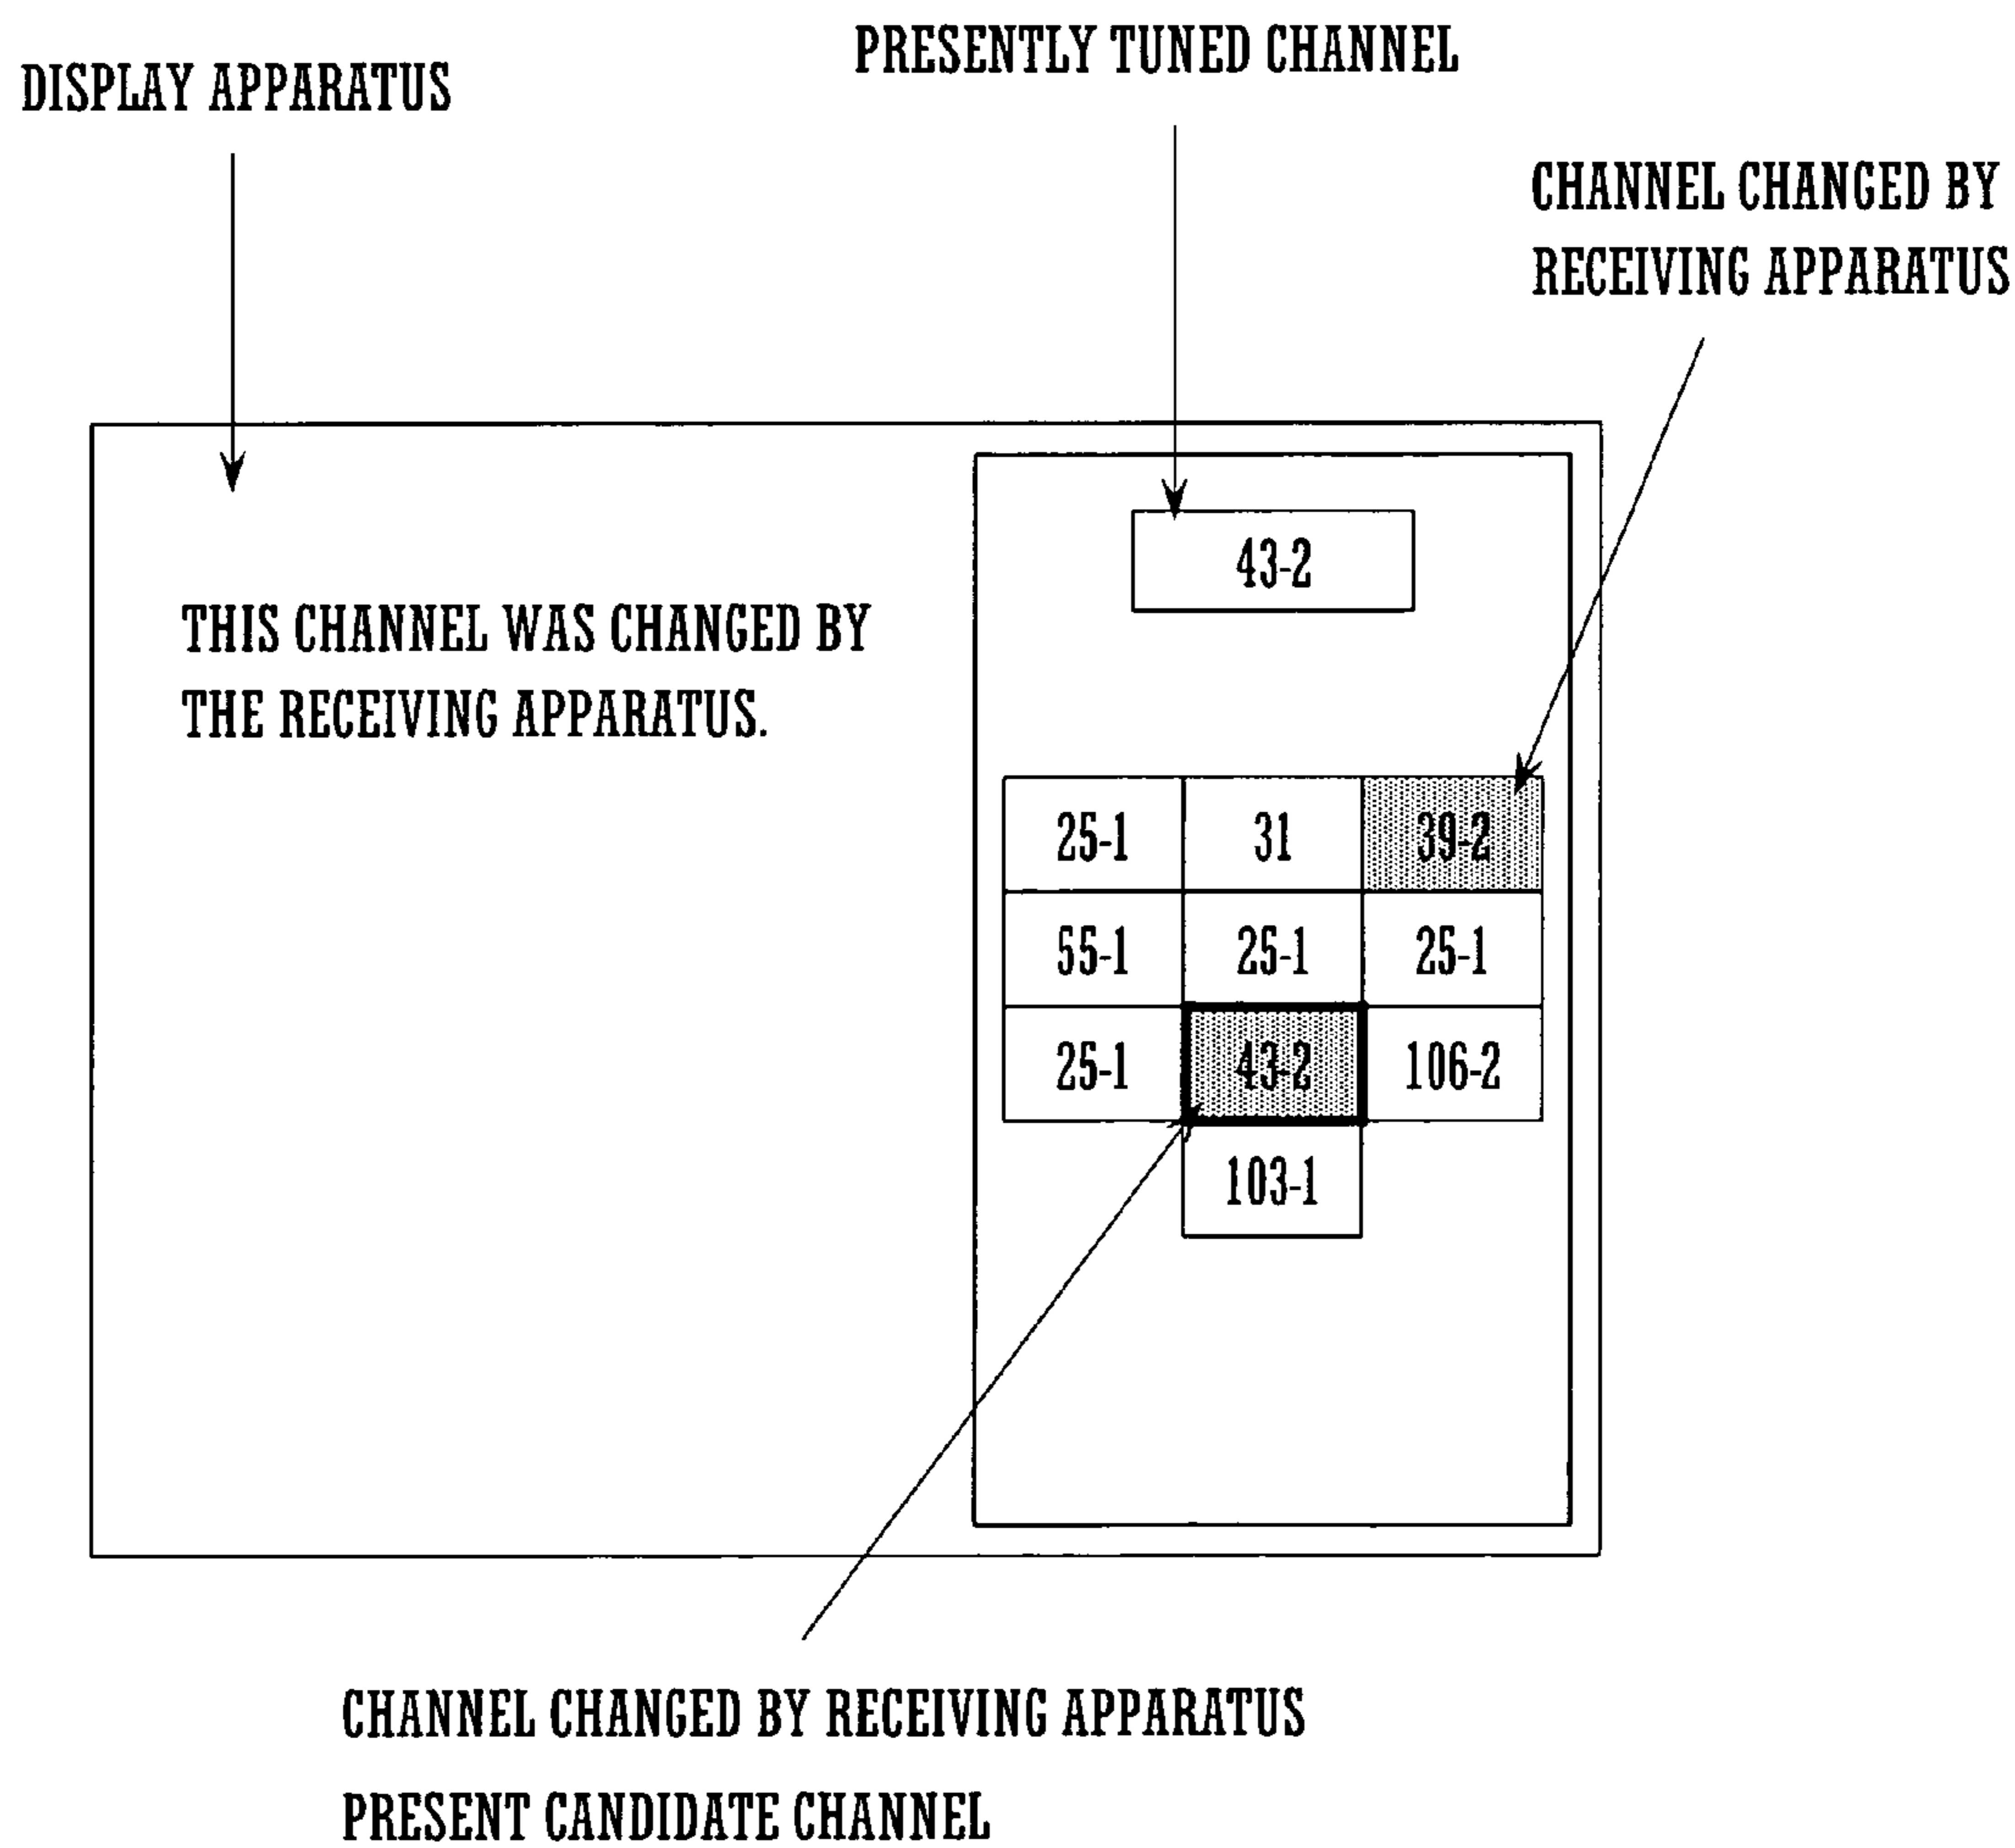 PRESENTLY TUNED CHANNEL
DISPLAY APPARATUS
CHANNEL CHANGED BY
RECEIVING APPARATUS
43-2
THIS CHANNEL WAS CHANGED BY
THE RECEIVING APPARATUS.
25-1 31 39-2
55-1 25-1 25-1
25-1 43-2 106-2
103-1
CHANNEL CHANGED BY RECEIVING APPARATUS
PRESENT CANDIDATE CHANNEL